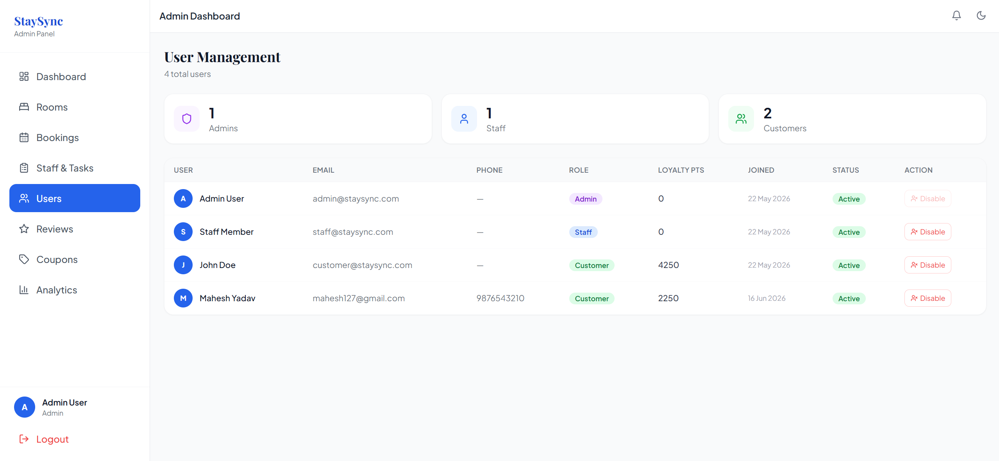 StaySync
Admin Panel
Dashboard
Rooms
Bookings
Staff & Tasks
Users
Reviews
Coupons
Analytics
A Admin User
Admin
Logout
Admin Dashboard
User Management
4 total users
1
Admins
1
Staff
2
Customers
USER EMAIL PHONE ROLE LOYALTY PTS JOINED STATUS ACTION
A Admin User admin@staysync.com — Admin 0 22 May 2026 Active Disable
S Staff Member staff@staysync.com — Staff 0 22 May 2026 Active Disable
J John Doe customer@staysync.com — Customer 4250 22 May 2026 Active Disable
M Mahesh Yadav mahesh127@gmail.com 9876543210 Customer 2250 16 Jun 2026 Active Disable